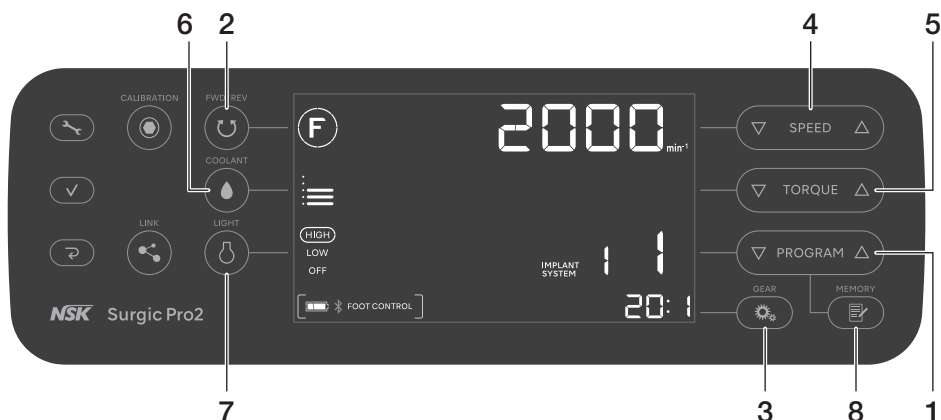 6 2 4 5
CALIBRATION FWD/REV
F 2000 min-1
SPEED
COOLANT
TORQUE
LINK LIGHT
HIGH
LOW
OFF
IMPLANT
SYSTEM 1 1
PROGRAM
GEAR MEMORY
FOOT CONTROL
20:1
NSK Surgic Pro2
7 3 8 1